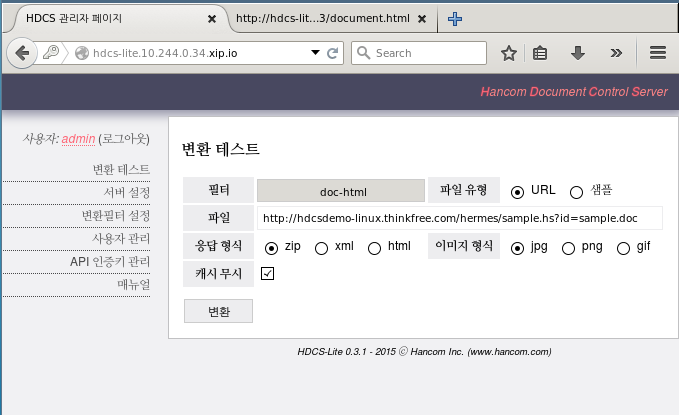 HDCS 관리자 페이지
http://hdcs-lit...3/document.html
hdcs-lite.10.244.0.34.xip.io
Search
Hancom Document Control Server
사용자: admin (로그아웃)
변환 테스트
서버 설정
변환필터 설정
사용자 관리
API 인증키 관리
매뉴얼
변환 테스트
필터 doc-html 파일 유형 URL 샘플
파일 http://hdcsdemo-linux.thinkfree.com/hermes/sample.hs?id=sample.doc
응답 형식 zip xml html 이미지 형식 jpg png gif
캐시 무시
변환
HDCS-Lite 0.3.1 - 2015 ⓒ Hancom Inc. (www.hancom.com)